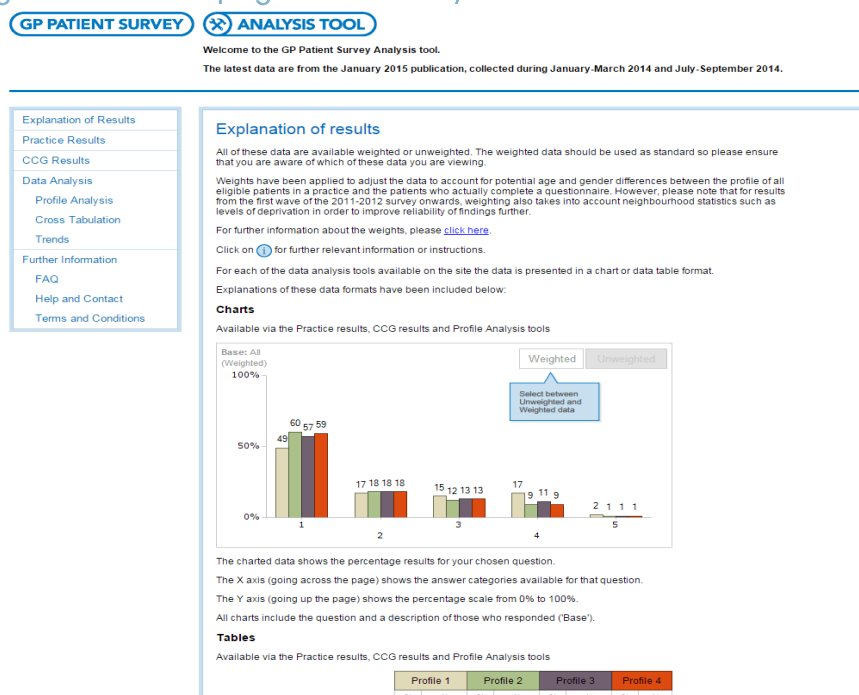 GP PATIENT SURVEY
ANALYSIS TOOL
Welcome to the GP Patient Survey Analysis tool.
The latest data are from the January 2015 publication, collected during January-March 2014 and July-September 2014.
Explanation of Results
Practice Results
CCG Results
Data Analysis
Profile Analysis
Cross Tabulation
Trends
Further Information
FAQ
Help and Contact
Terms and Conditions
Explanation of results
All of these data are available weighted or unweighted. The weighted data should be used as standard so please ensure
that you are aware of which of these data you are viewing.
Weights have been applied to adjust the data to account for potential age and gender differences between the profile of all
eligible patients in a practice and the patients who actually complete a questionnaire. However, please note that for results
from the first wave of the 2011-2012 survey onwards, weighting also takes into account neighbourhood statistics such as
levels of deprivation in order to improve reliability of findings further.
For further information about the weights, please click here.
Click on i for further relevant information or instructions.
For each of the data analysis tools available on the site the data is presented in a chart or data table format.
Explanations of these data formats have been included below:
Charts
Available via the Practice results, CCG results and Profile Analysis tools
Base: All
(Weighted)
Weighted
Unweighted
Select between
Unweighted and
Weighted data
100%
50%
0%
49 60 57 59
17 18 18 18
15 12 13 13
17 9 11 9
2 1 1 1
1
2
3
4
5
The charted data shows the percentage results for your chosen question.
The X axis (going across the page) shows the answer categories available for that question.
The Y axis (going up the page) shows the percentage scale from 0% to 100%.
All charts include the question and a description of those who responded ('Base').
Tables
Available via the Practice results, CCG results and Profile Analysis tools
Profile 1 Profile 2 Profile 3 Profile 4